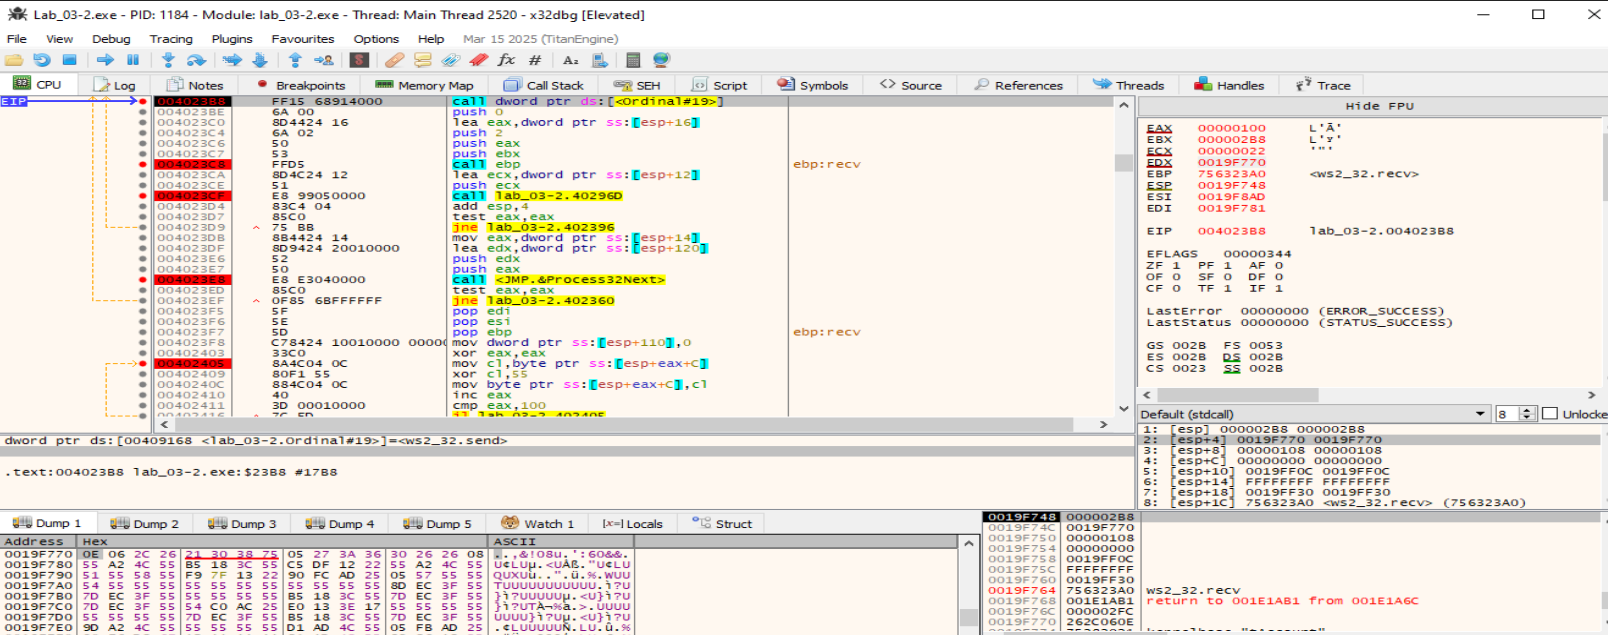 Lab_03-2.exe - PID: 1184 - Module: lab_03-2.exe - Thread: Main Thread 2520 - x32dbg [Elevated]
File View Debug Tracing Plugins Favourites Options Help Mar 15 2025 (TitanEngine)
CPU Log Notes Breakpoints Memory Map Call Stack SEH Script Symbols Source References Threads Handles Trace
EIP
004023B8 FF15 68914000 call dword ptr ds:[<Ordinal#19>]
004023BE 6A 00 push 0
004023C0 8D4424 16 lea eax,dword ptr ss:[esp+16]
004023C4 6A 02 push 2
004023C6 50 push eax
004023C7 53 push ebx
004023C8 FFD5 call ebp ebp:recv
004023CA 8D4C24 12 lea ecx,dword ptr ss:[esp+12]
004023CE 51 push ecx
004023CF E8 99050000 call lab_03-2.40296D
004023D4 83C4 04 add esp,4
004023D7 85C0 test eax,eax
004023D9 75 BB jne lab_03-2.402396
004023DB 8B4424 14 mov eax,dword ptr ss:[esp+14]
004023DF 8D9424 20010000 lea edx,dword ptr ss:[esp+120]
004023E6 52 push edx
004023E7 50 push eax
004023E8 E8 E3040000 call <JMP.&Process32Next>
004023ED 85C0 test eax,eax
004023EF 0F85 6BFFFFFF jne lab_03-2.402360
004023F5 5F pop edi
004023F6 5E pop esi
004023F7 5D pop ebp ebp:recv
004023F8 C78424 10010000 0000 mov dword ptr ss:[esp+110],0
00402403 33C0 xor eax,eax
00402405 8A4C04 0C mov cl,byte ptr ss:[esp+eax+C]
00402409 80F1 55 xor cl,55
0040240C 884C04 0C mov byte ptr ss:[esp+eax+C],cl
00402410 40 inc eax
00402411 3D 00010000 cmp eax,100
00402416 7C ED jl lab_03-2.402405
Hide FPU
EAX 00000100 L'Ā'
EBX 000002B8 L'ʸ'
ECX 00000022 '"'
EDX 0019F770
EBP 756323A0 <ws2_32.recv>
ESP 0019F748
ESI 0019F8AD
EDI 0019F781
EIP 004023B8 lab_03-2.004023B8
EFLAGS 00000344
ZF 1 PF 1 AF 0
OF 0 SF 0 DF 0
CF 0 TF 1 IF 1
LastError 00000000 (ERROR_SUCCESS)
LastStatus 00000000 (STATUS_SUCCESS)
GS 002B FS 0053
ES 002B DS 002B
CS 0023 SS 002B
Default (stdcall) 8 Unlocke
1: [esp] 000002B8 000002B8
2: [esp+4] 0019F770 0019F770
3: [esp+8] 00000108 00000108
4: [esp+C] 00000000 00000000
5: [esp+10] 0019FF0C 0019FF0C
6: [esp+14] FFFFFFFF FFFFFFFF
7: [esp+18] 0019FF30 0019FF30
8: [esp+1C] 756323A0 <ws2_32.recv> (756323A0)
dword ptr ds:[00409168 <lab_03-2.Ordinal#19>]=<ws2_32.send>
.text:004023B8 lab_03-2.exe:$23B8 #17B8
Dump 1 Dump 2 Dump 3 Dump 4 Dump 5 Watch 1 [x=] Locals Struct
Address Hex ASCII
0019F770 0E 06 2C 26 21 30 38 75 05 27 3A 36 30 26 26 08 ..,&!08u.':60&&.
0019F780 55 A2 4C 55 B5 18 3C 55 C5 DF 12 22 55 A2 4C 55 U¢LUµ.<UÅß."U¢LU
0019F790 51 55 58 55 F9 7F 13 22 90 FC AD 25 05 57 55 55 QUXUù..".ü.%.WUU
0019F7A0 54 55 55 55 55 55 55 55 55 55 55 55 8D EC 3F 55 TUUUUUUUUUUU.ì?U
0019F7B0 7D EC 3F 55 55 55 55 55 B5 18 3C 55 7D EC 3F 55 }ì?UUUUUµ.<U}ì?U
0019F7C0 7D EC 3F 55 54 C0 AC 25 E0 13 3E 17 55 55 55 55 }ì?UTÀ¬%à.>.UUUU
0019F7D0 55 55 55 55 7D EC 3F 55 B5 18 3C 55 7D EC 3F 55 UUUU}ì?Uµ.<U}ì?U
0019F7E0 9D A2 4C 55 55 55 55 55 D1 AD 4C 55 05 FB AD 25 .¢LUUUUUÑ.LU.û.%
0019F748 000002B8
0019F74C 0019F770
0019F750 00000108
0019F754 00000000
0019F758 0019FF0C
0019F75C FFFFFFFF
0019F760 0019FF30
0019F764 756323A0 ws2_32.recv
0019F768 001E1AB1 return to 001E1AB1 from 001E1A6C
0019F76C 000002FC
0019F770 262C060E